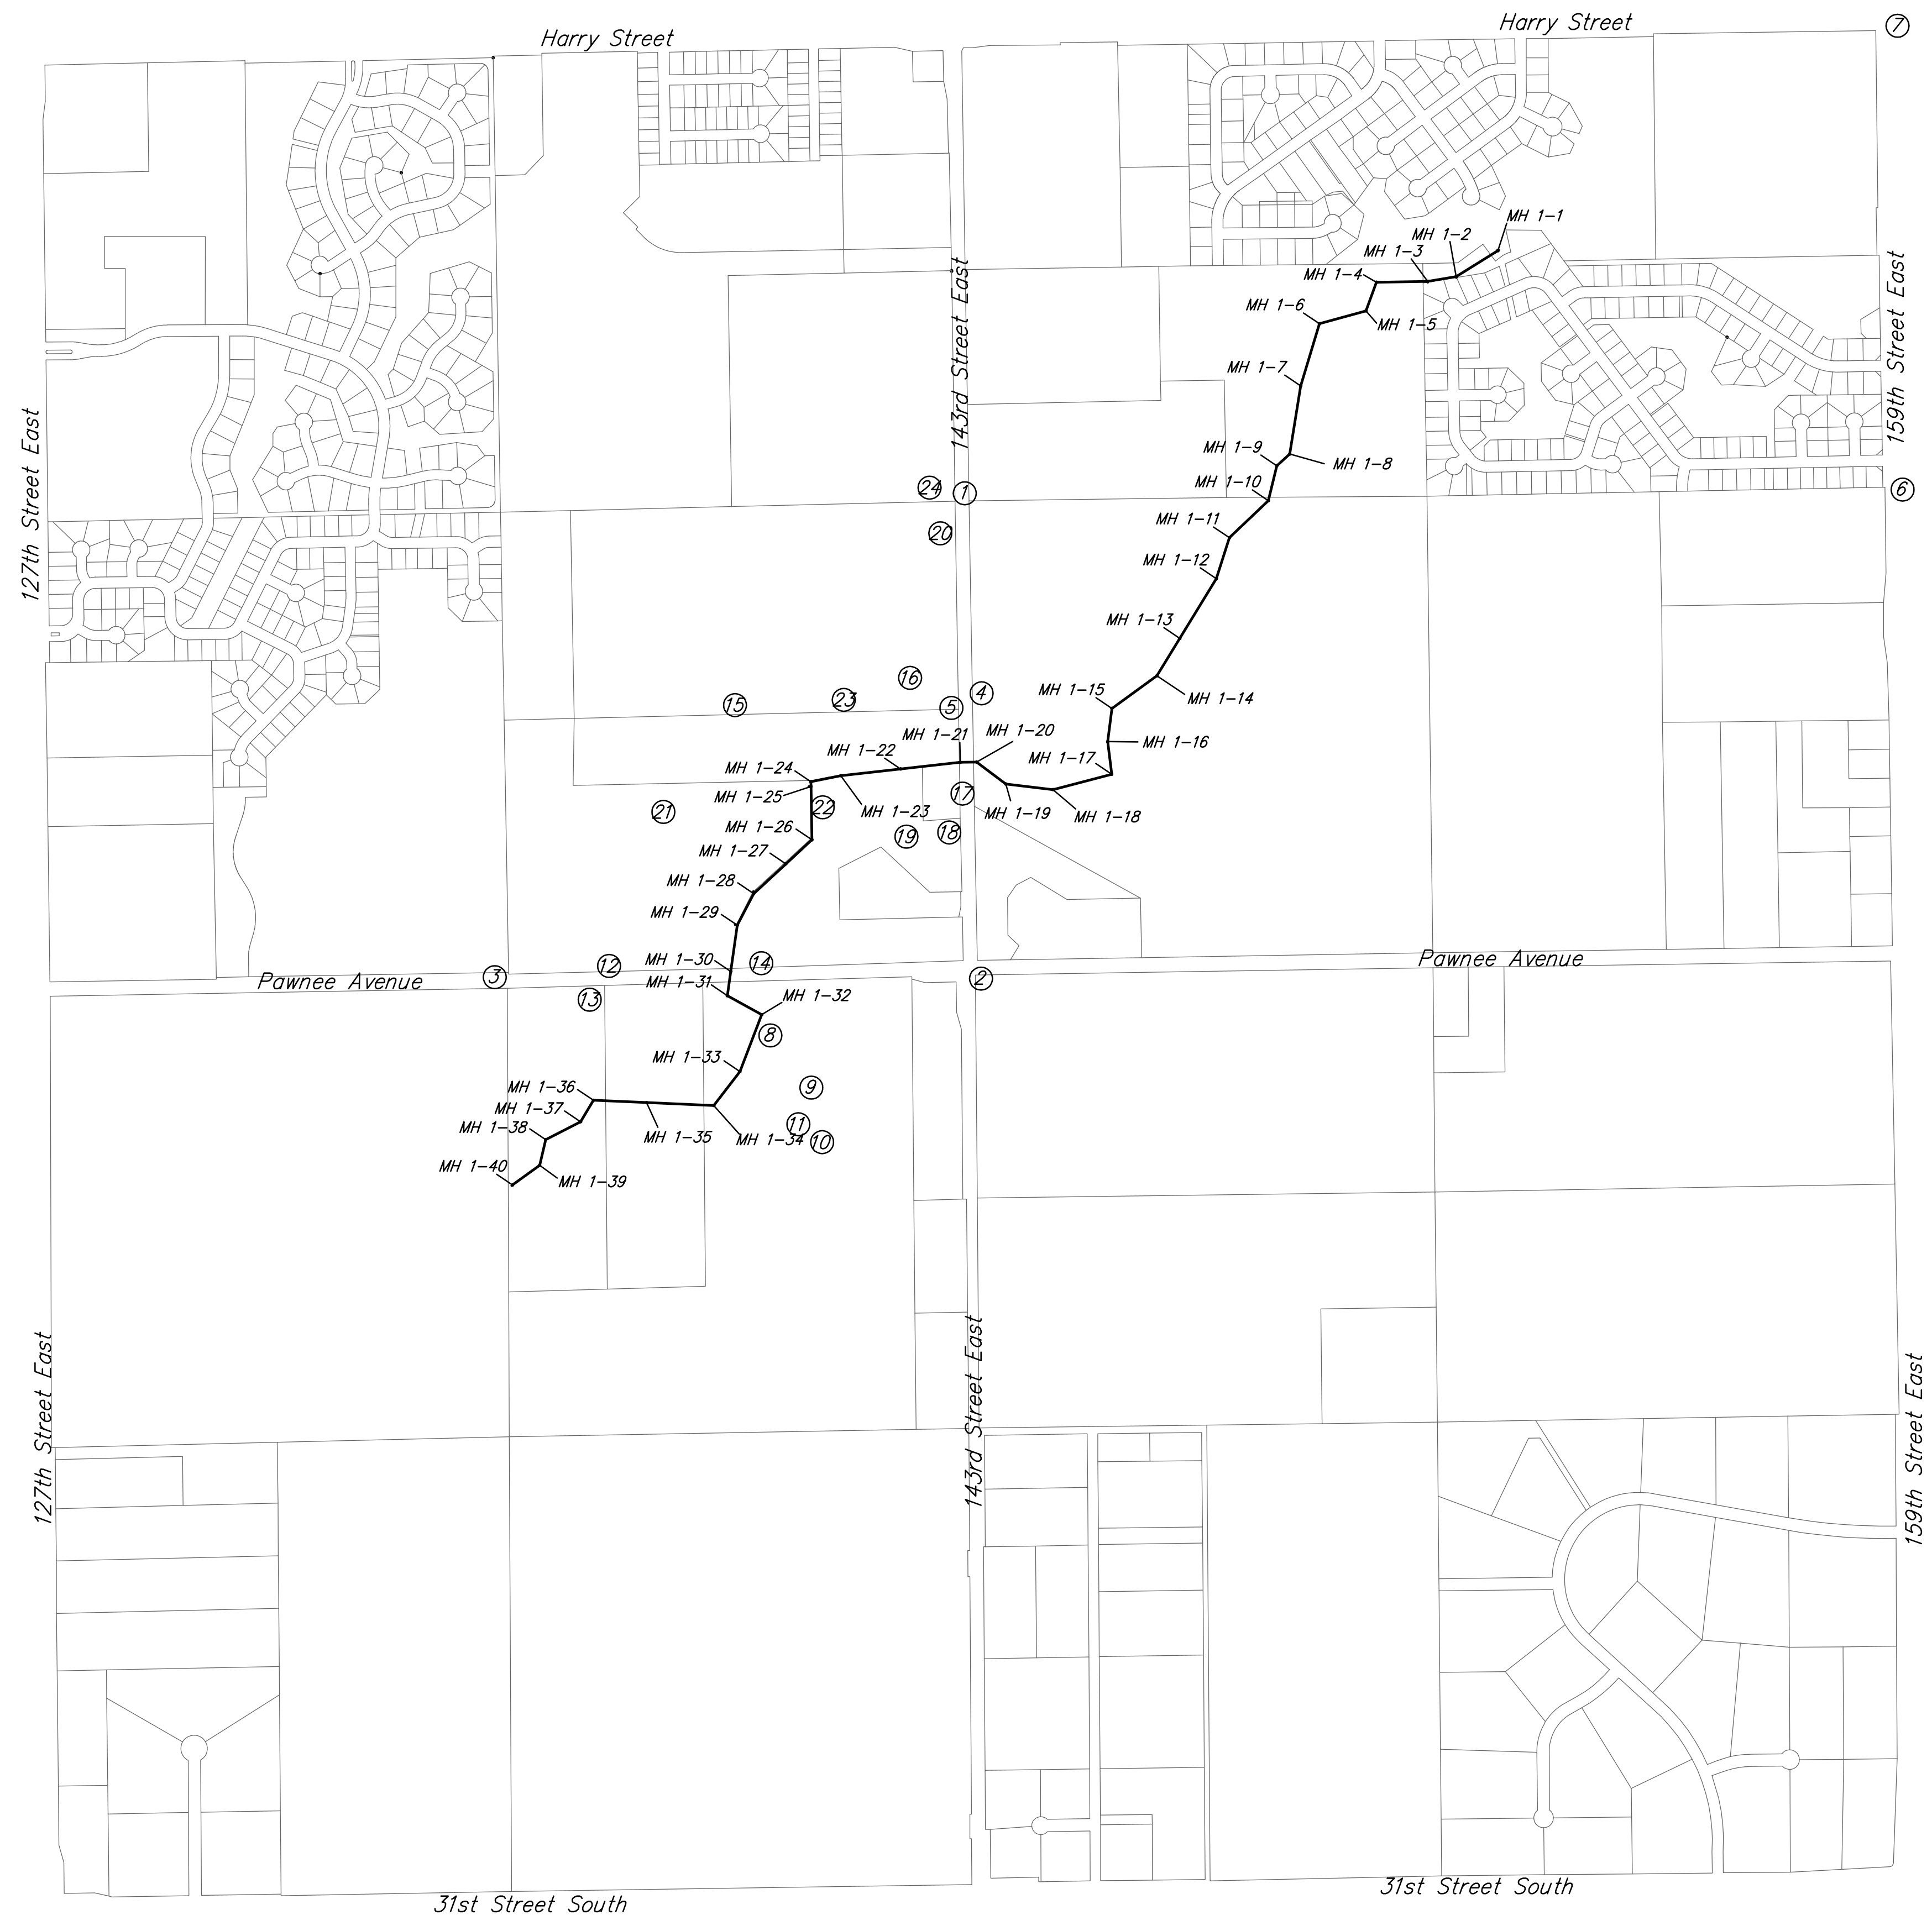 Harry Street
Harry Street
7
MH 1-1
MH 1-2
MH 1-3
MH 1-4
MH 1-5
MH 1-6
MH 1-7
MH 1-8
MH 1-9
MH 1-10
143rd Street East
159th Street East
127th Street East
24
1
6
20
MH 1-11
MH 1-12
MH 1-13
MH 1-14
MH 1-15
MH 1-16
MH 1-17
MH 1-18
MH 1-19
MH 1-20
MH 1-21
MH 1-22
MH 1-23
MH 1-24
MH 1-25
MH 1-26
MH 1-27
MH 1-28
MH 1-29
MH 1-30
MH 1-31
16
4
15
23
5
17
21
22
19
18
Pawnee Avenue
Pawnee Avenue
3
12
14
2
13
MH 1-32
8
MH 1-33
9
MH 1-36
MH 1-37
11
MH 1-38
MH 1-35
MH 1-34
10
MH 1-40
MH 1-39
127th Street East
143rd Street East
159th Street East
31st Street South
31st Street South